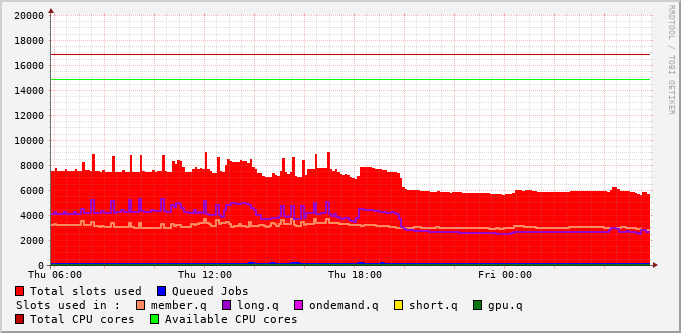 20000
18000
16000
14000
12000
10000
8000
6000
4000
2000
0
Thu 06:00 Thu 12:00 Thu 18:00 Fri 00:00
RRDTOOL / TOBI OETIKER
Total slots used Queued Jobs
Slots used in : member.q long.q ondemand.q short.q gpu.q
Total CPU cores Available CPU cores